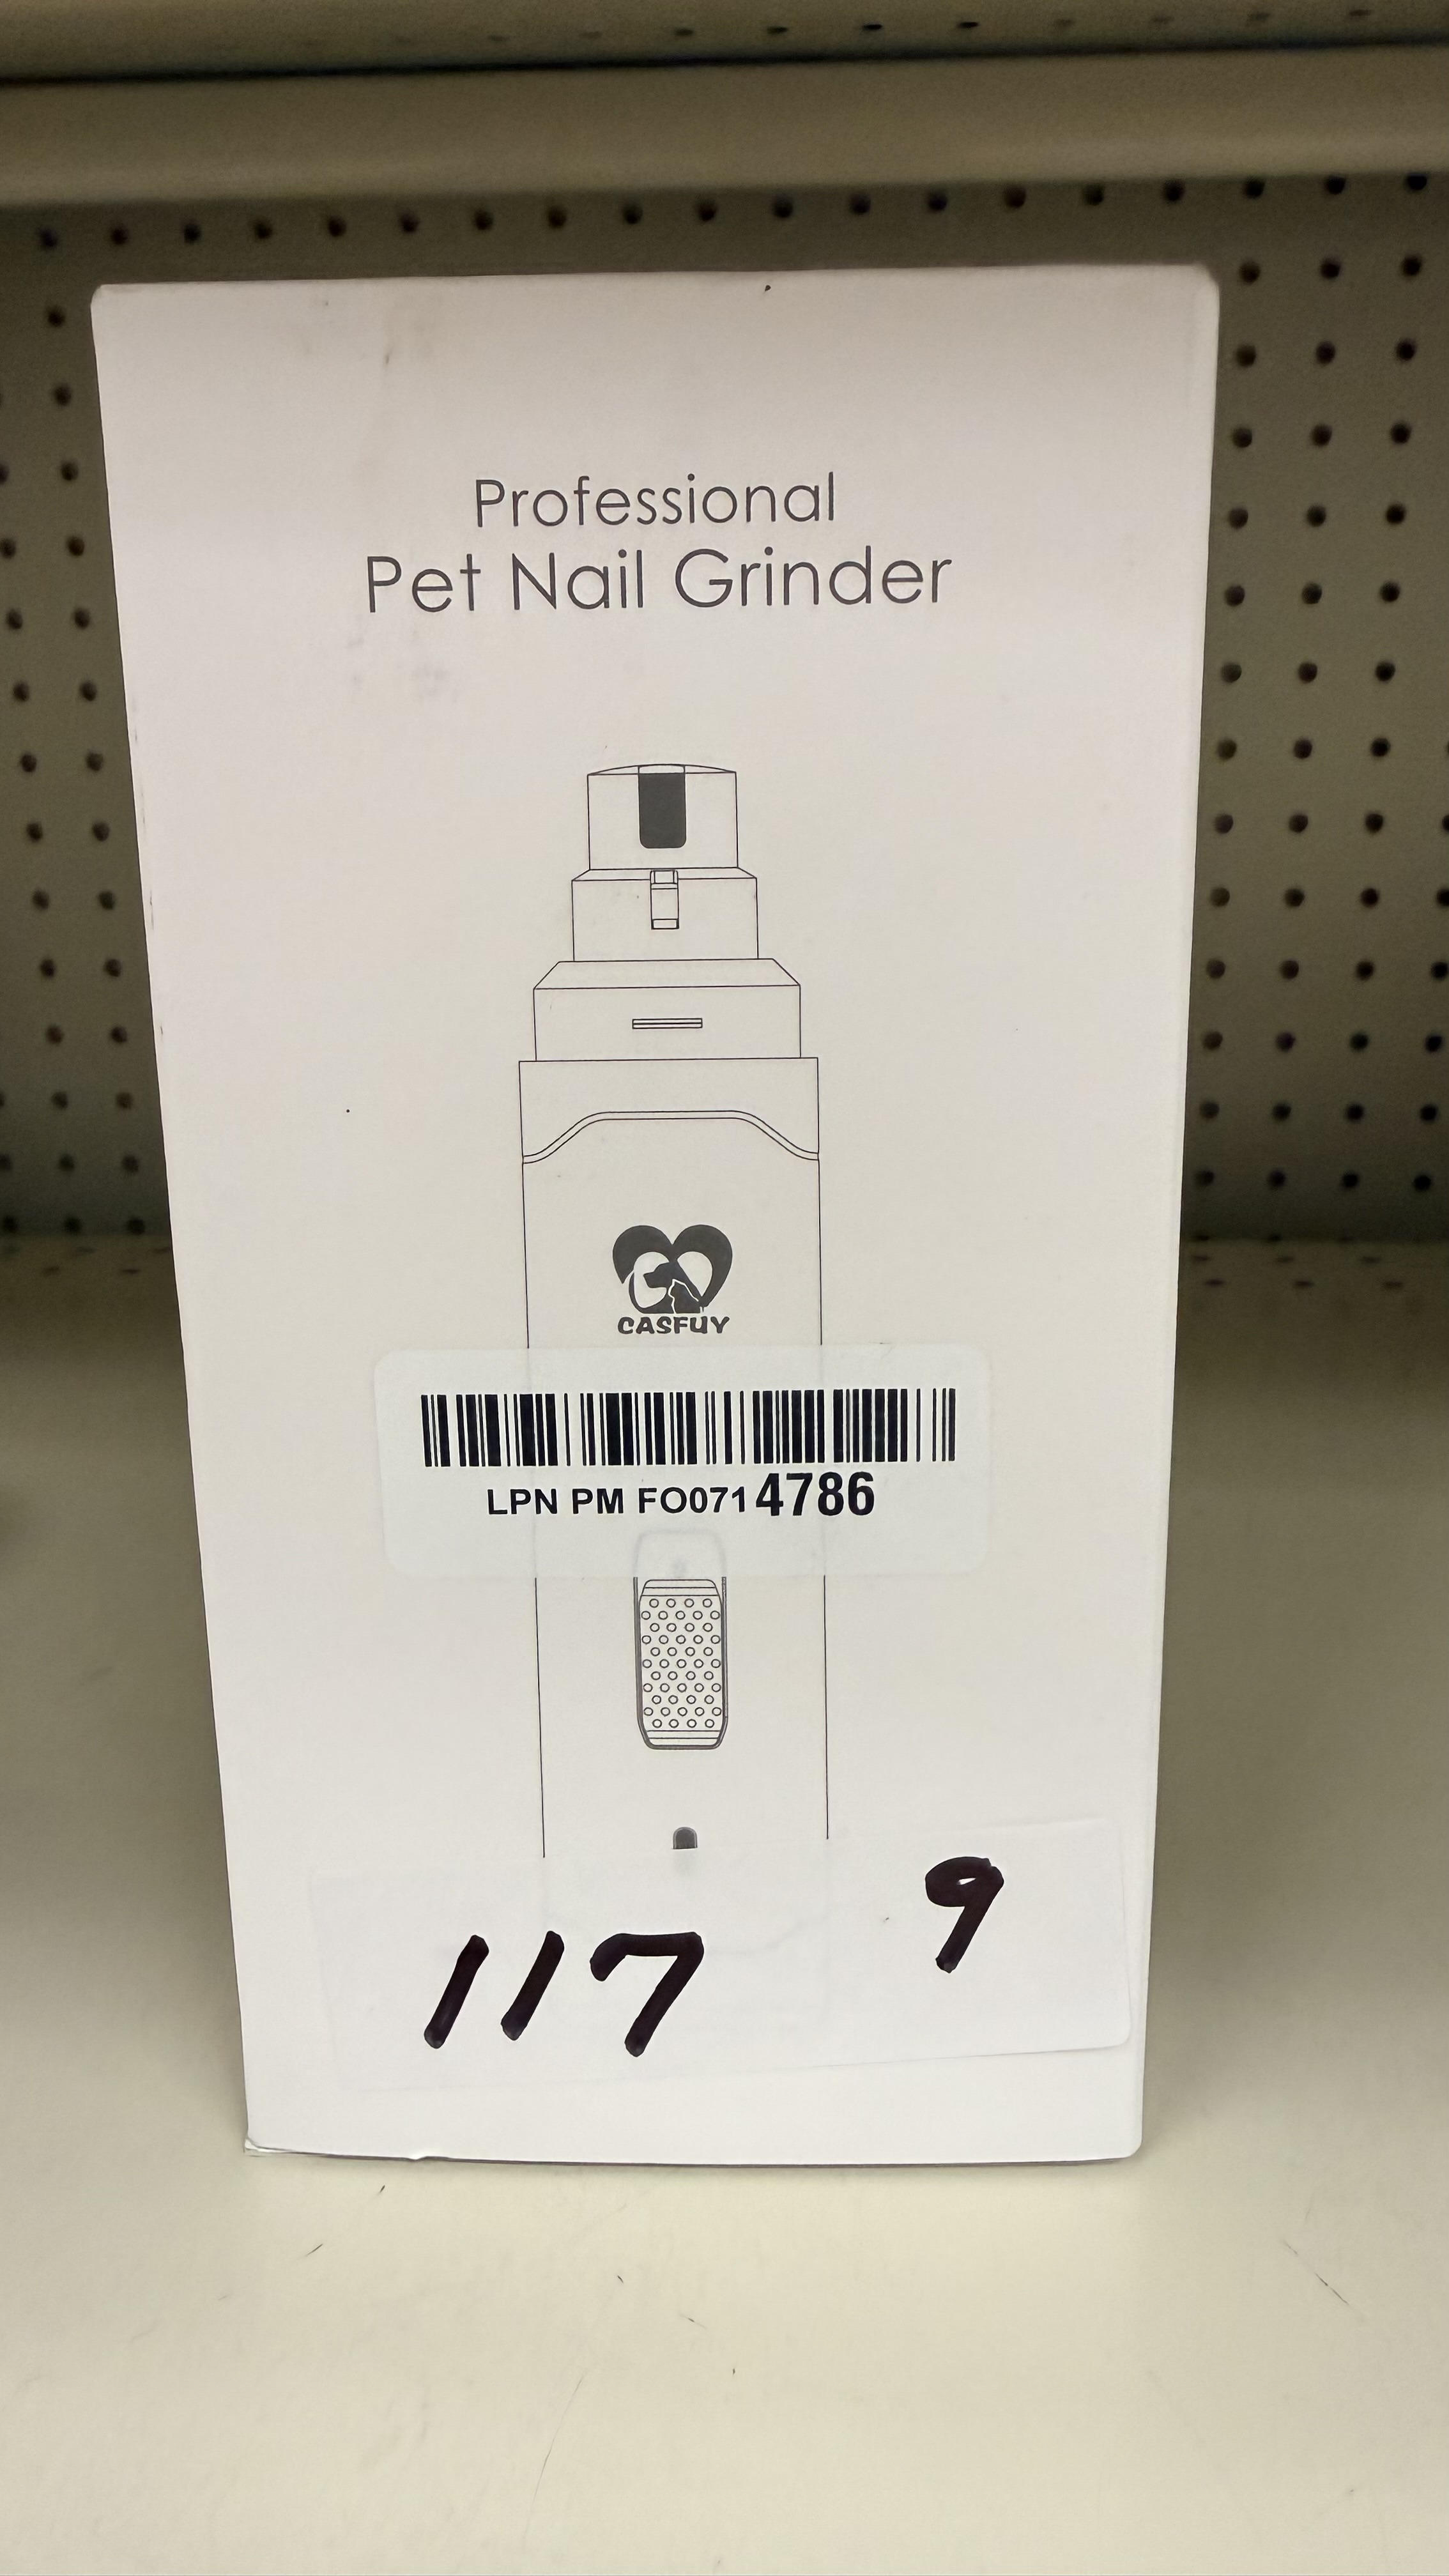 Professional
Pet Nail Grinder
CASFUY
LPN PM FO0714786
9
117